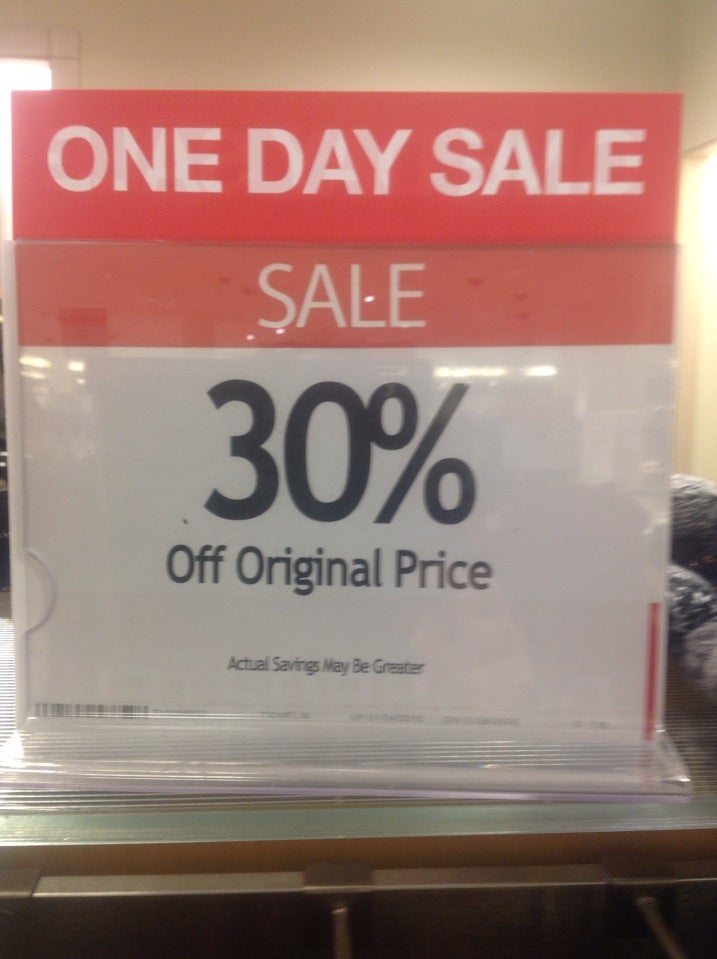 ONE DAY SALE
SALE
30%
Off Original Price
Actual Savings May Be Greater